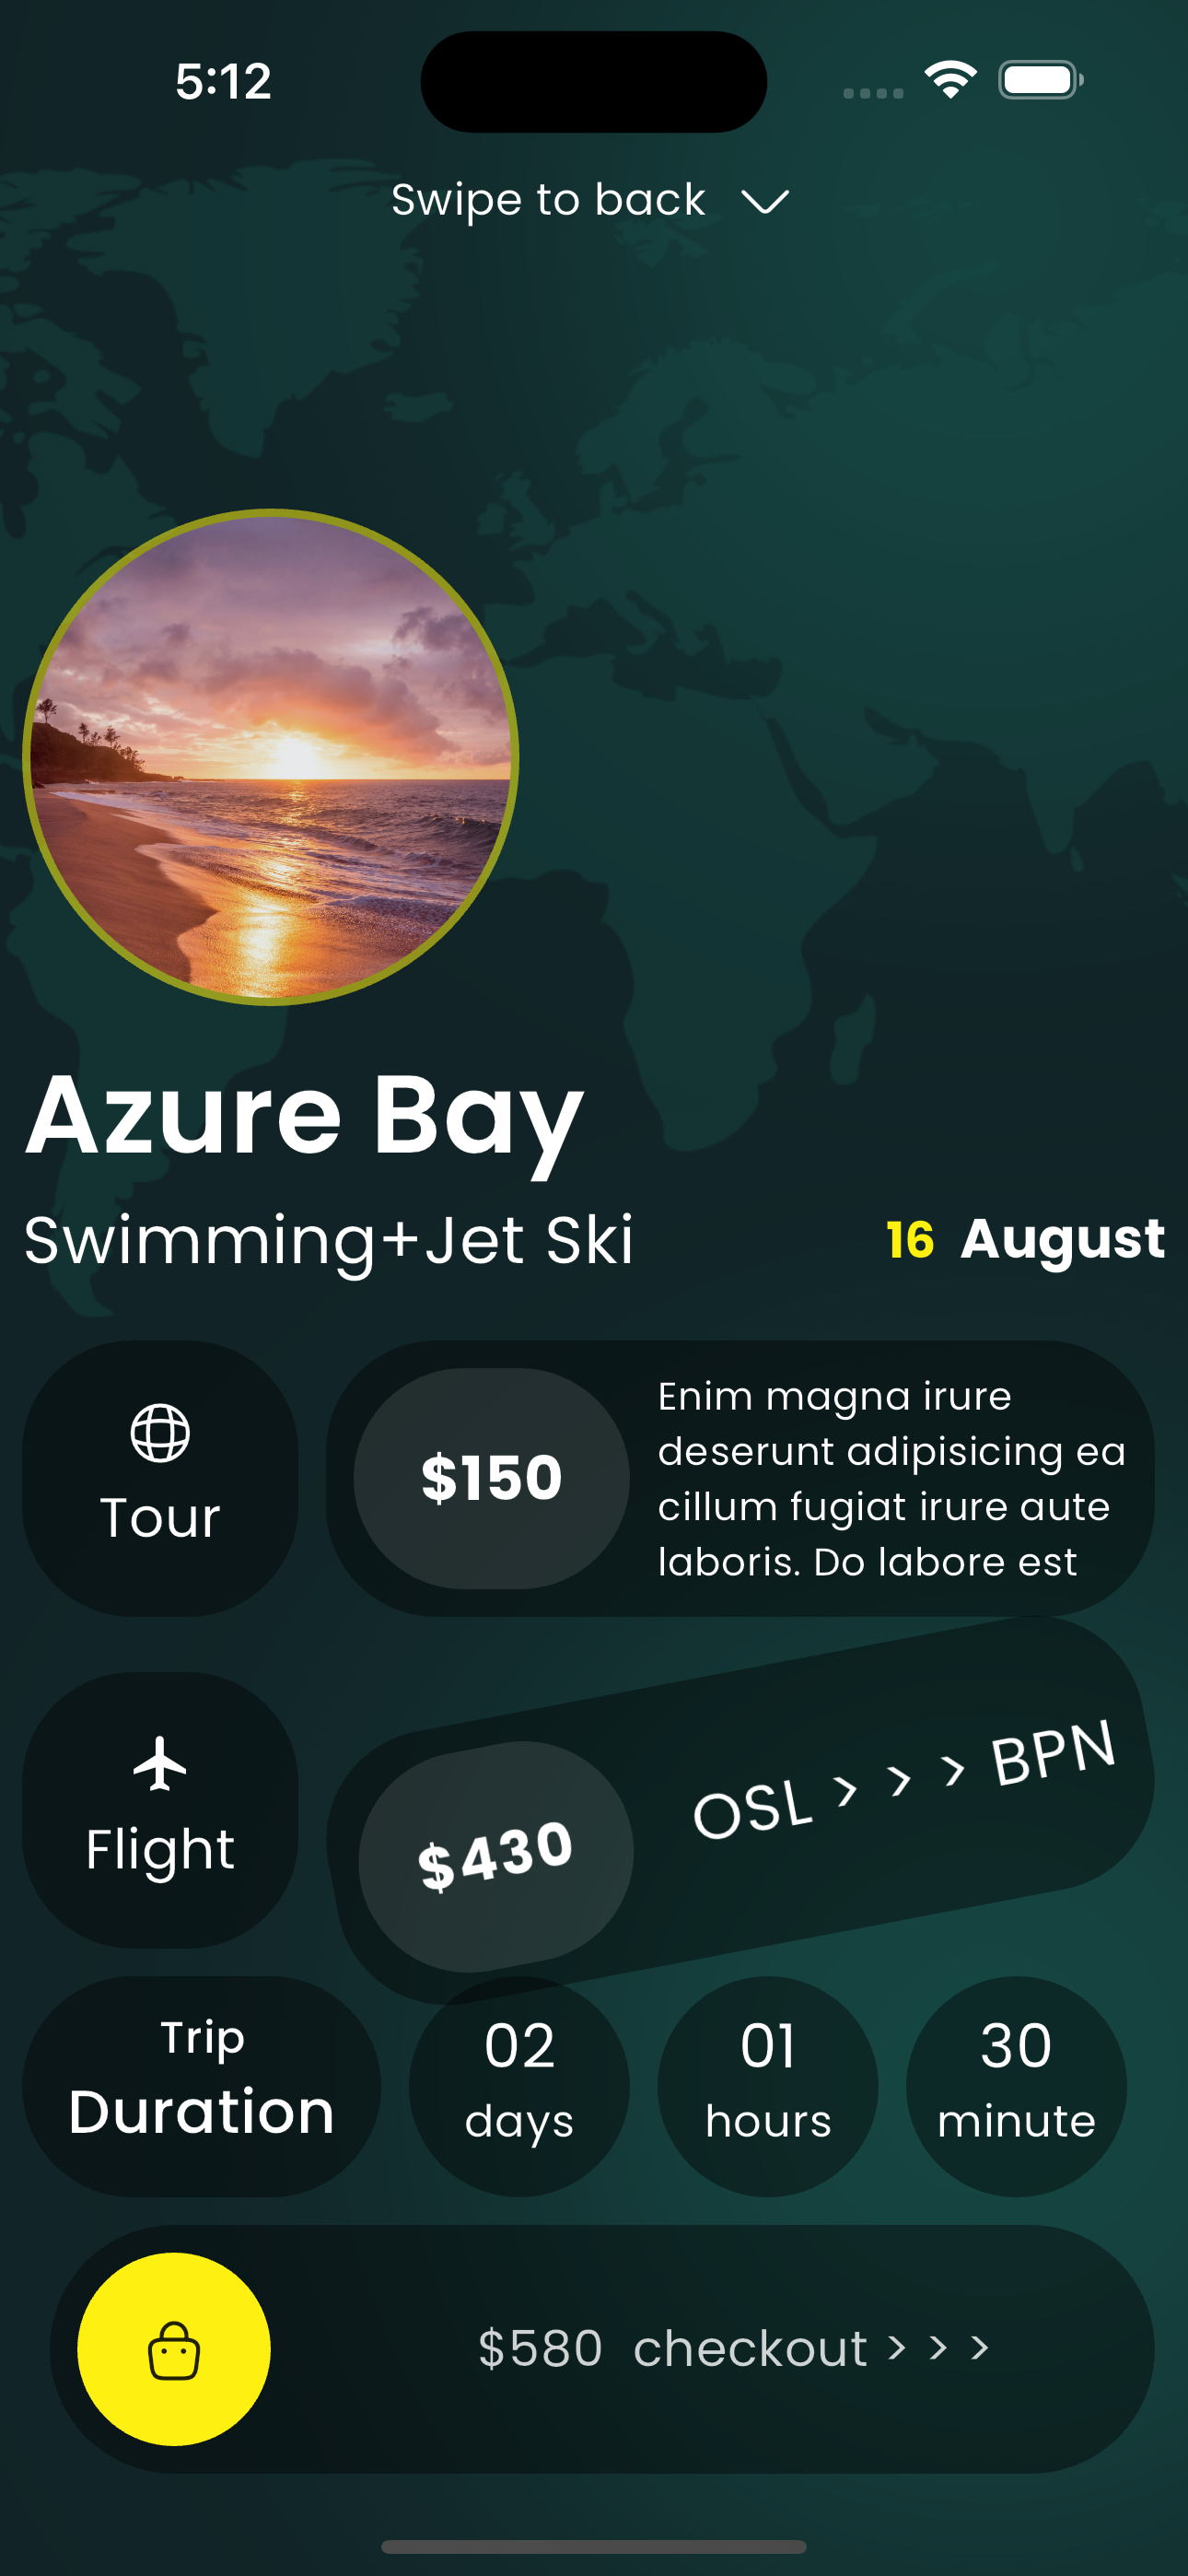 5:12
Swipe to back
Azure Bay
Swimming+Jet Ski
16 August
Tour
$150
Enim magna irure
deserunt adipisicing ea
cillum fugiat irure aute
laboris. Do labore est
Flight
$430
OSL > > > BPN
Trip
Duration
02
days
01
hours
30
minute
$580 checkout > > >